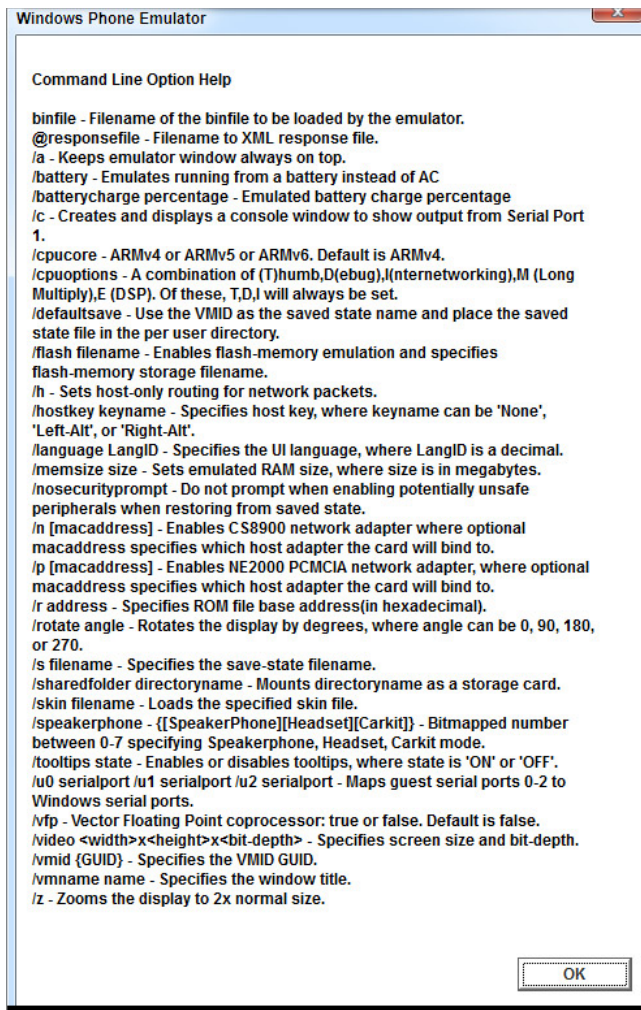 Windows Phone Emulator
Command Line Option Help
binfile - Filename of the binfile to be loaded by the emulator.
@responsefile - Filename to XML response file.
/a - Keeps emulator window always on top.
/battery - Emulates running from a battery instead of AC
/batterycharge percentage - Emulated battery charge percentage
/c - Creates and displays a console window to show output from Serial Port
1.
/cpucore - ARMv4 or ARMv5 or ARMv6. Default is ARMv4.
/cpuoptions - A combination of (T)humb,D(ebug),I(nternetworking),M (Long
Multiply),E (DSP). Of these, T,D,I will always be set.
/defaultsave - Use the VMID as the saved state name and place the saved
state file in the per user directory.
/flash filename - Enables flash-memory emulation and specifies
flash-memory storage filename.
/h - Sets host-only routing for network packets.
/hostkey keyname - Specifies host key, where keyname can be 'None',
'Left-Alt', or 'Right-Alt'.
/language LangID - Specifies the UI language, where LangID is a decimal.
/memsize size - Sets emulated RAM size, where size is in megabytes.
/nosecurityprompt - Do not prompt when enabling potentially unsafe
peripherals when restoring from saved state.
/n [macaddress] - Enables CS8900 network adapter where optional
macaddress specifies which host adapter the card will bind to.
/p [macaddress] - Enables NE2000 PCMCIA network adapter, where optional
macaddress specifies which host adapter the card will bind to.
/r address - Specifies ROM file base address(in hexadecimal).
/rotate angle - Rotates the display by degrees, where angle can be 0, 90, 180,
or 270.
/s filename - Specifies the save-state filename.
/sharedfolder directoryname - Mounts directoryname as a storage card.
/skin filename - Loads the specified skin file.
/speakerphone - {[SpeakerPhone][Headset][Carkit]} - Bitmapped number
between 0-7 specifying Speakerphone, Headset, Carkit mode.
/tooltips state - Enables or disables tooltips, where state is 'ON' or 'OFF'.
/u0 serialport /u1 serialport /u2 serialport - Maps guest serial ports 0-2 to
Windows serial ports.
/vfp - Vector Floating Point coprocessor: true or false. Default is false.
/video <width>x<height>x<bit-depth> - Specifies screen size and bit-depth.
/vmid {GUID} - Specifies the VMID GUID.
/vmname name - Specifies the window title.
/z - Zooms the display to 2x normal size.
OK